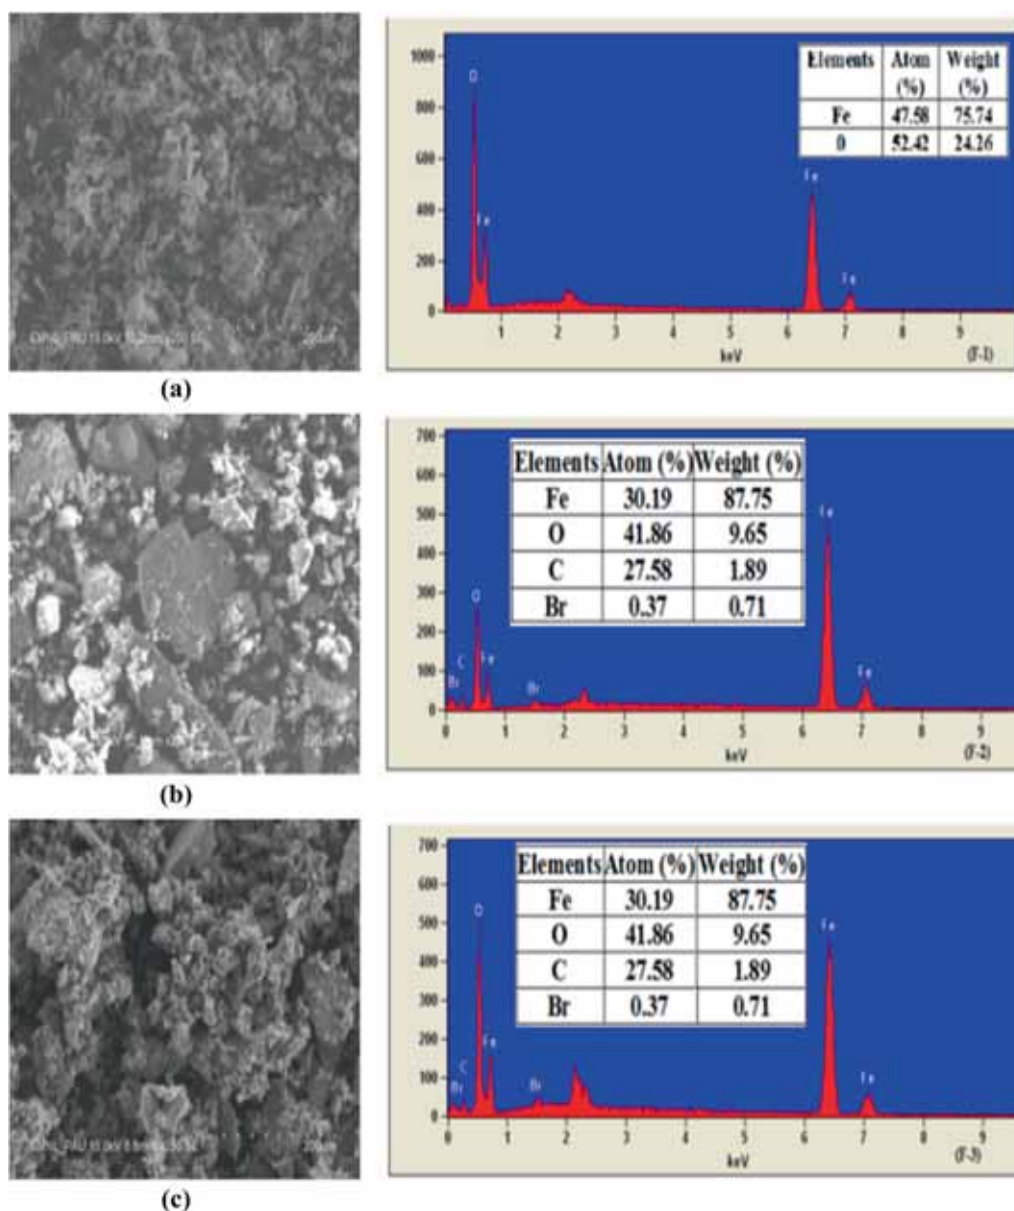 1000
800
600
400
200
0
O
Fe
Fe
Fe
Elements Atom (%) Weight (%)
Fe 47.58 75.74
0 52.42 24.26
1 2 3 4 5 6 7 8 9
keV
(F-1)
(a)
700
600
500
400
300
200
100
0
Elements Atom (%) Weight (%)
Fe 30.19 87.75
O 41.86 9.65
C 27.58 1.89
Br 0.37 0.71
Br C O Fe Br Fe Fe
0 1 2 3 4 5 6 7 8 9
keV
(F-2)
(b)
700
600
500
400
300
200
100
0
Elements Atom (%) Weight (%)
Fe 30.19 87.75
O 41.86 9.65
C 27.58 1.89
Br 0.37 0.71
Br C O Fe Br Fe Fe
0 1 2 3 4 5 6 7 8 9
keV
(F-3)
(c)